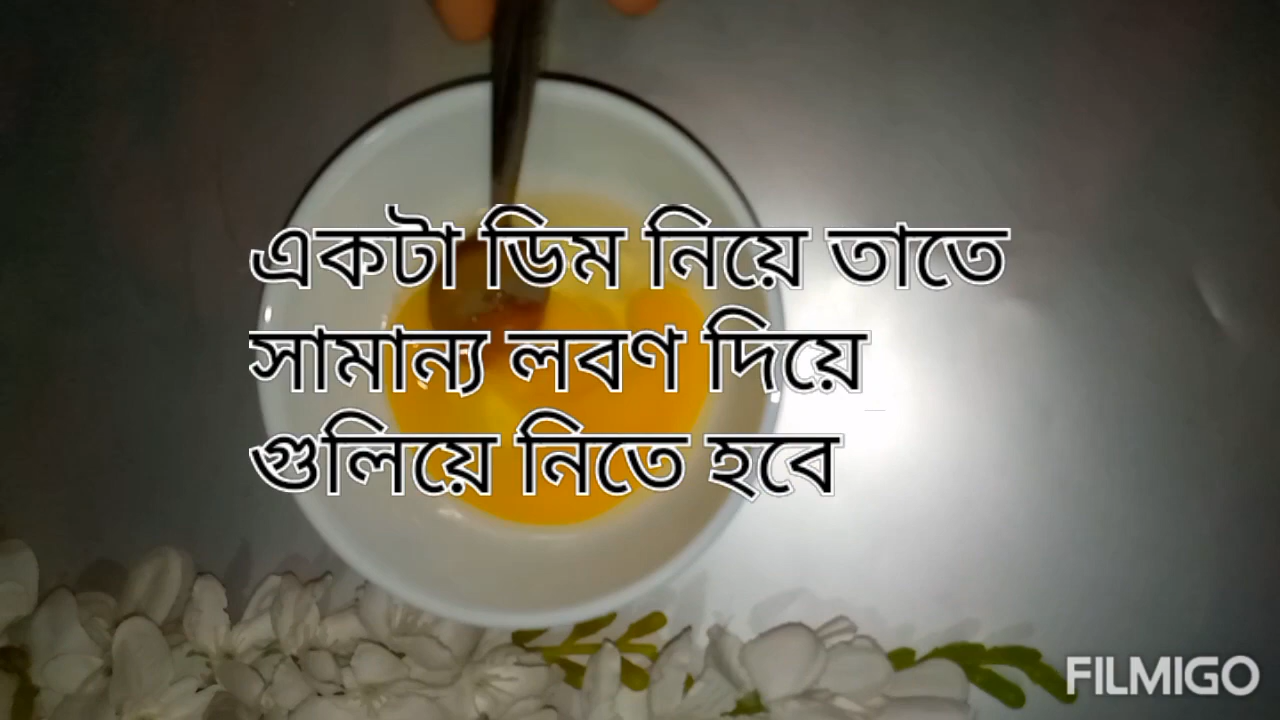 একটা ডিম নিয়ে তাতে
সামান্য লবণ দিয়ে
গুলিয়ে নিতে হবে
FILMIGO